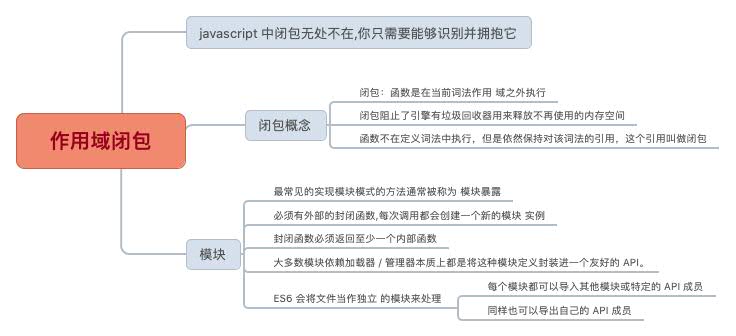 javascript 中闭包无处不在,你只需要能够识别并拥抱它
作用域闭包
闭包概念
闭包：函数是在当前词法作用 域之外执行
闭包阻止了引擎有垃圾回收器用来释放不再使用的内存空间
函数不在定义词法中执行，但是依然保持对该词法的引用，这个引用叫做闭包
模块
最常见的实现模块模式的方法通常被称为 模块暴露
必须有外部的封闭函数,每次调用都会创建一个新的模块 实例
封闭函数必须返回至少一个内部函数
大多数模块依赖加载器 / 管理器本质上都是将这种模块定义封装进一个友好的 API。
ES6 会将文件当作独立 的模块来处理
每个模块都可以导入其他模块或特定的 API 成员
同样也可以导出自己的 API 成员